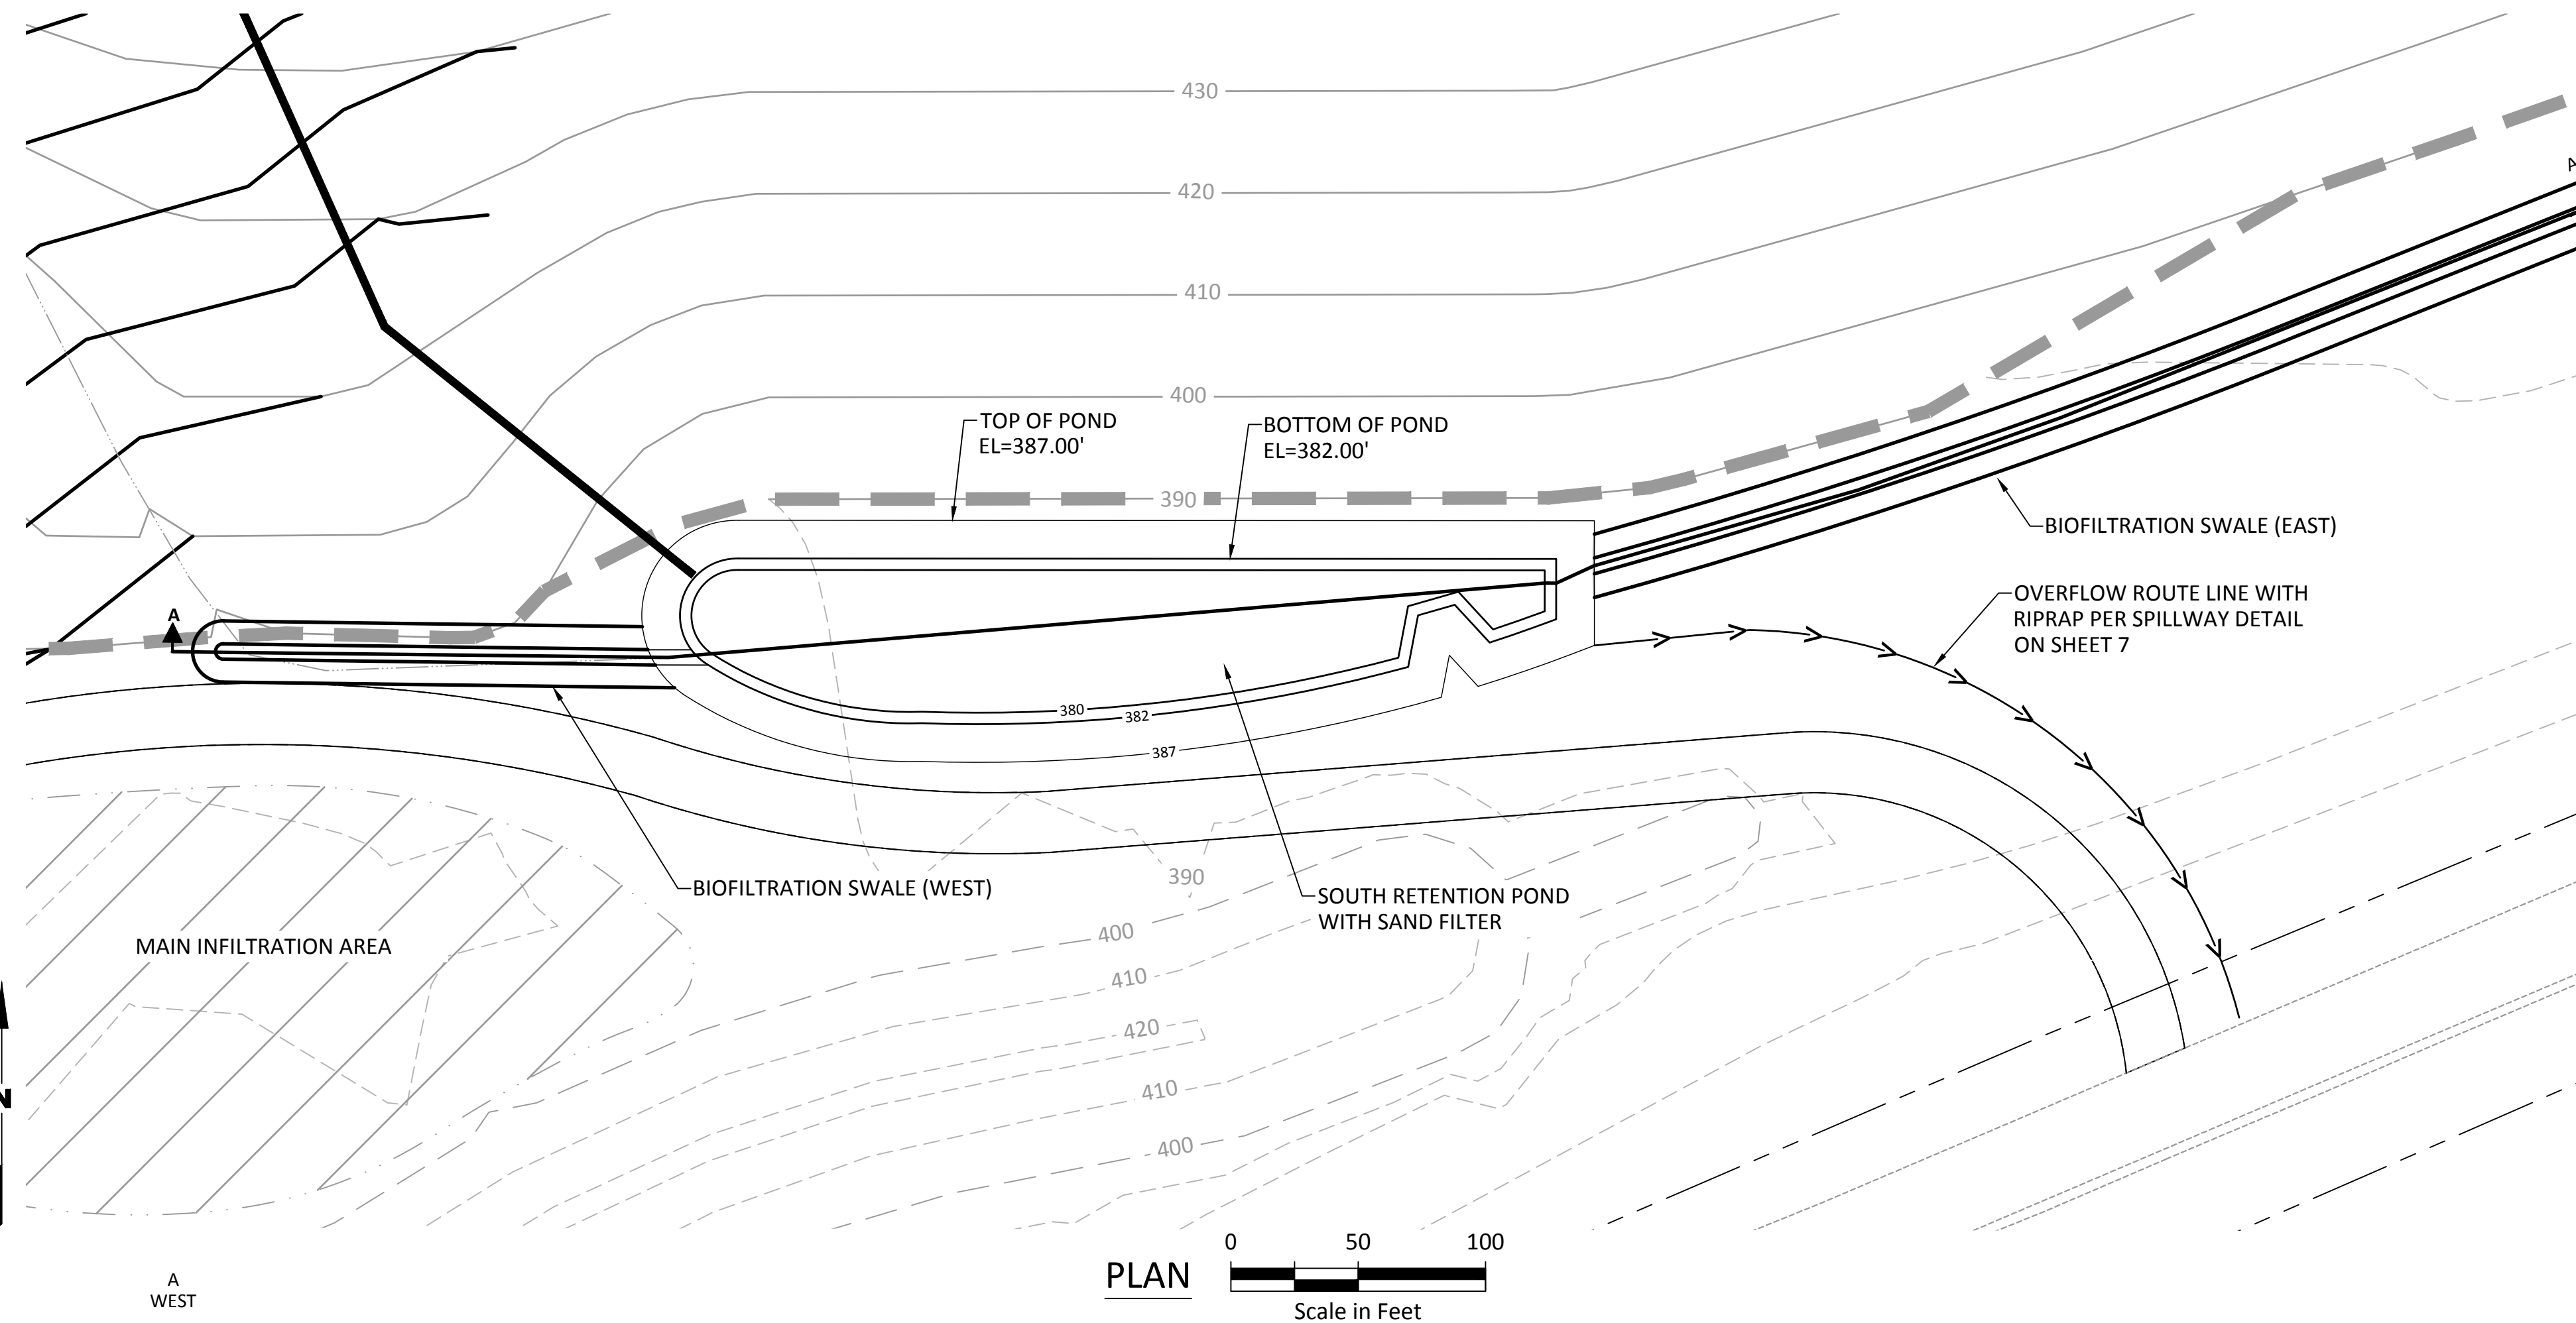 430
420
410
400
TOP OF POND
EL=387.00'
BOTTOM OF POND
EL=382.00'
390
BIOFILTRATION SWALE (EAST)
OVERFLOW ROUTE LINE WITH
RIPRAP PER SPILLWAY DETAIL
ON SHEET 7
A
380
382
387
BIOFILTRATION SWALE (WEST)
390
SOUTH RETENTION POND
WITH SAND FILTER
MAIN INFILTRATION AREA
400
410
420
410
400
N
A
WEST
PLAN
0 50 100
Scale in Feet